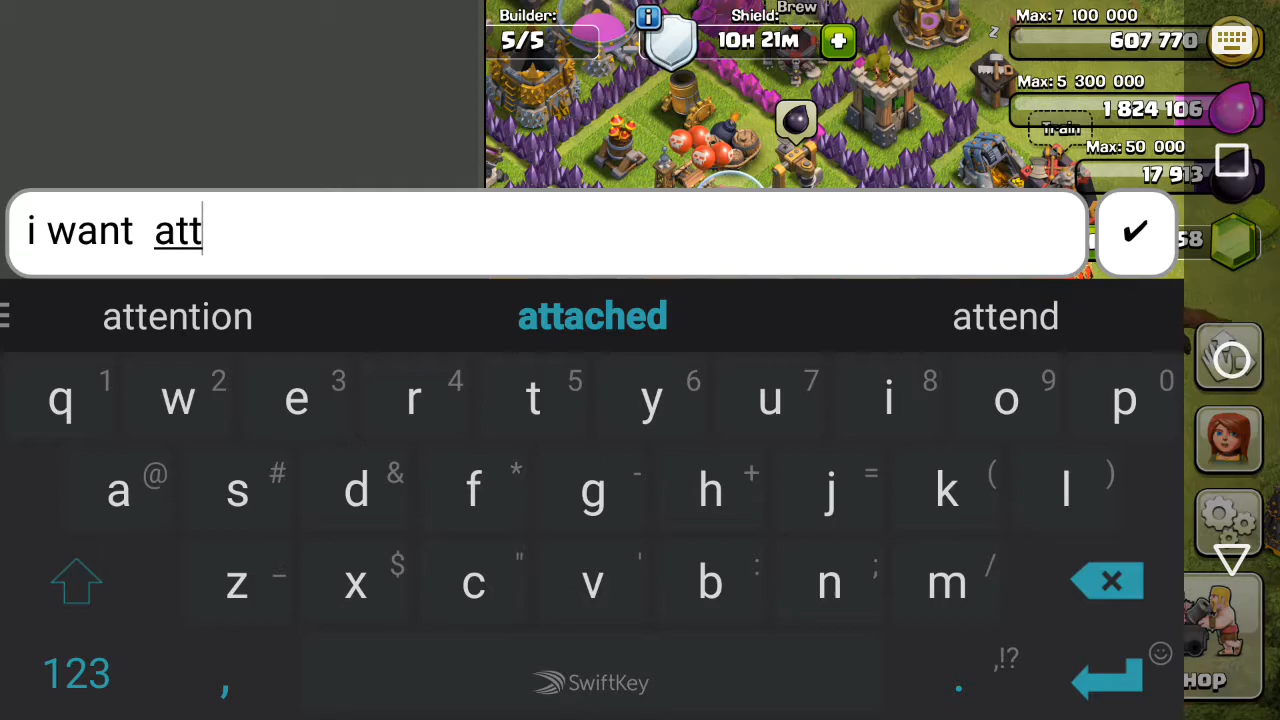 Builder:
5/5
i
Shield:
10H 21M
+
Brew
z
Max: 7 100 000
607 770
Max: 5 300 000
1 824 106
Train
Max: 50 000
17 913
58
i want  att
✔
attention attached attend
q 1 w 2 e 3 r 4 t 5 y 6 u 7 i 8 o 9 p 0
a @ s # d & f * g - h + j = k ( l )
z _ x $ c " v ' b : n ; m /
123 , SwiftKey . ,!?
HOP